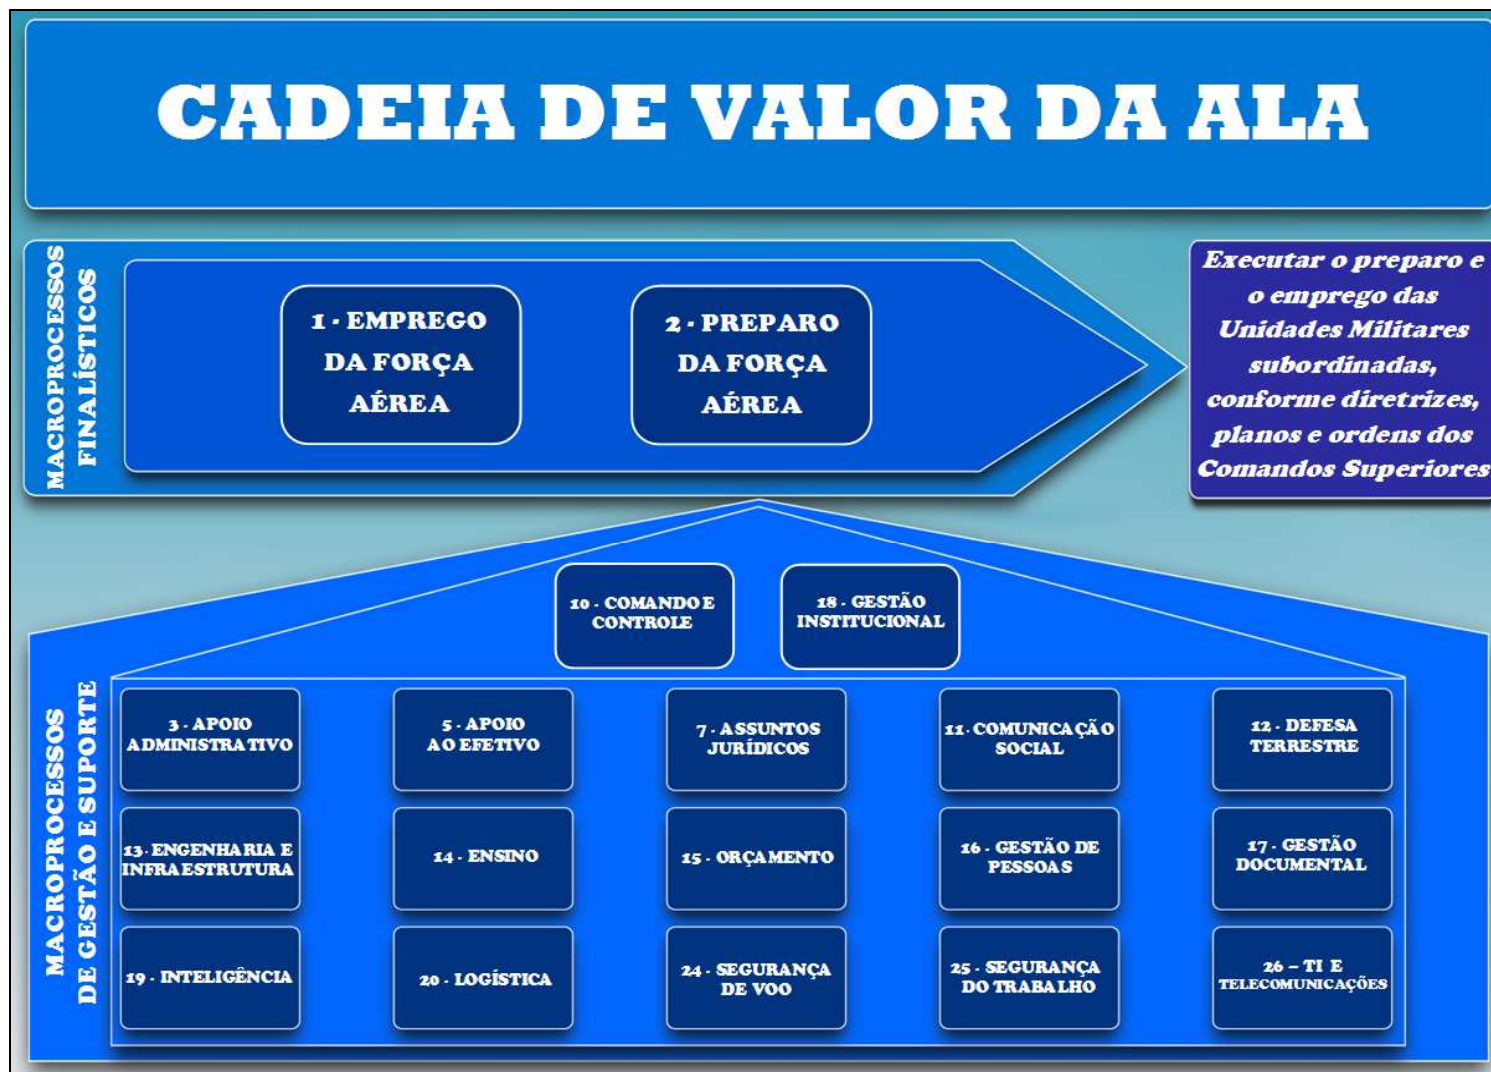 CADEIA DE VALOR DA ALA
MACROPROCESSOS
FINALÍSTICOS
1 - EMPREGO
DA FORÇA
AÉREA
2 - PREPARO
DA FORÇA
AÉREA
Executar o preparo e
o emprego das
Unidades Militares
subordinadas,
conforme diretrizes,
planos e ordens dos
Comandos Superiores
10 - COMANDO E
CONTROLE
18 - GESTÃO
INSTITUCIONAL
MACROPROCESSOS
DE GESTÃO E SUPORTE
3 - APOIO
ADMINISTRATIVO
5 - APOIO
AO EFETIVO
7 - ASSUNTOS
JURÍDICOS
11- COMUNICAÇÃO
SOCIAL
12 - DEFESA
TERRESTRE
13- ENGENHARIA E
INFRAESTRUTURA
14 - ENSINO
15 - ORÇAMENTO
16 - GESTÃO DE
PESSOAS
17 - GESTÃO
DOCUMENTAL
19 - INTELIGÊNCIA
20 - LOGÍSTICA
24 - SEGURANÇA
DE VOO
25 - SEGURANÇA
DO TRABALHO
26 – TI E
TELECOMUNICAÇÕES